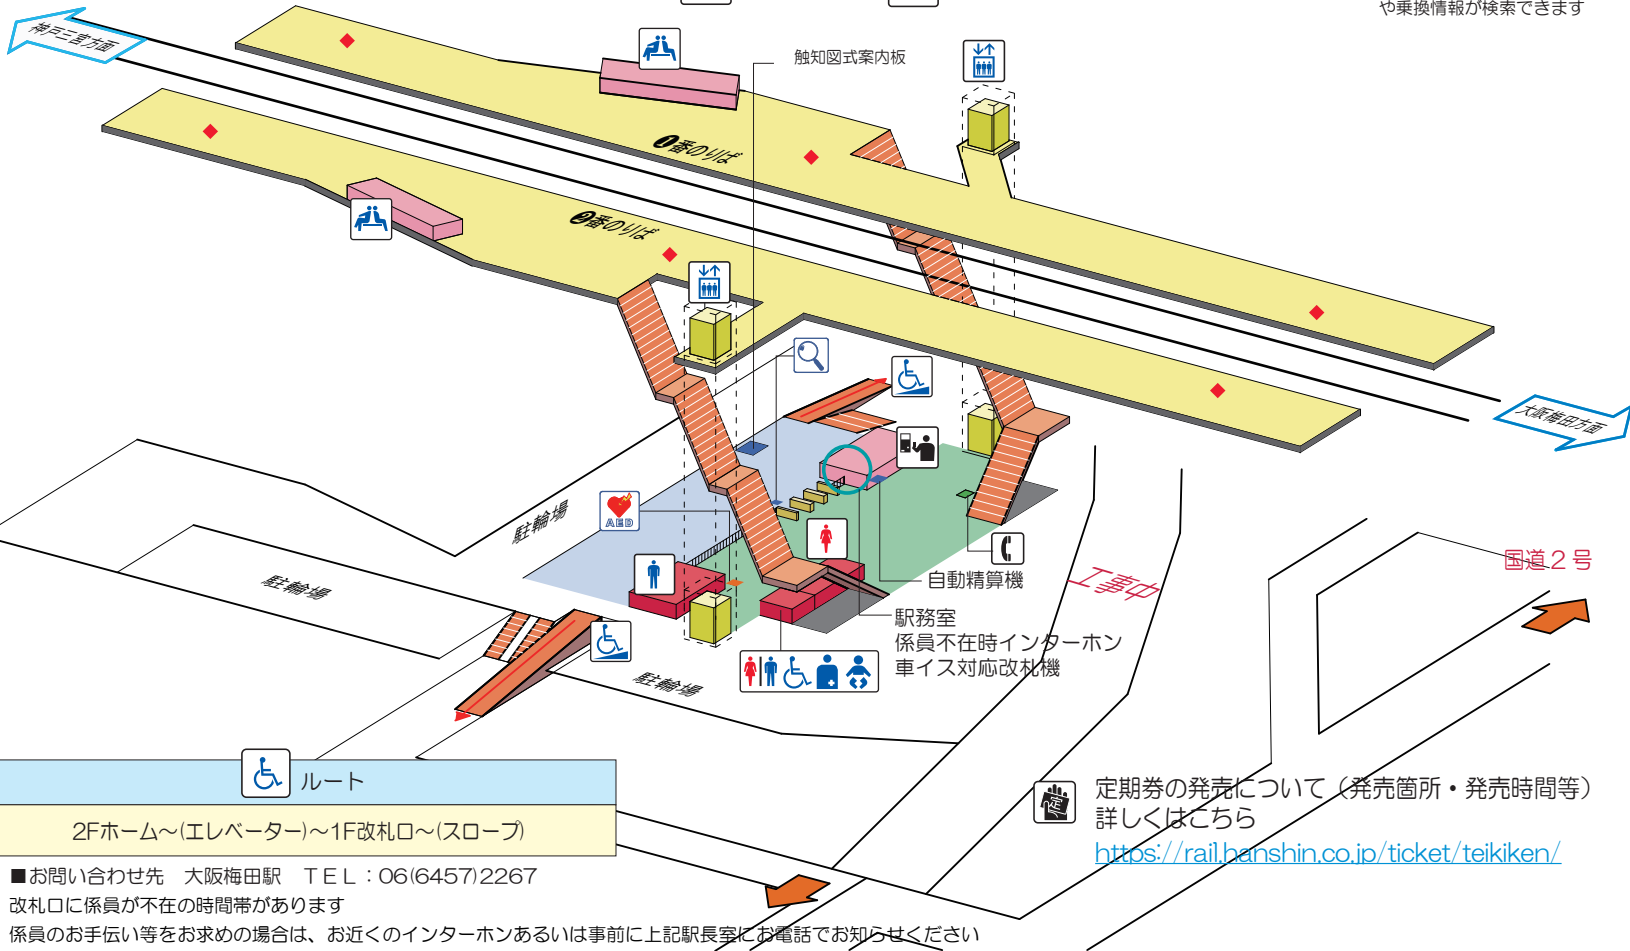 や乗換情報が検索できます
神戸三宮方面
触知図式案内板
❶番のりば
❷番のりば
大阪梅田方面
AED
駐輪場
駐輪場
駐輪場
自動精算機
駅務室
係員不在時インターホン
車イス対応改札機
工事中
国道2号
ルート
2Fホーム～(エレベーター)～1F改札口～(スロープ)
定
定期券の発売について（発売箇所・発売時間等）
詳しくはこちら
https://rail.hanshin.co.jp/ticket/teikiken/
■お問い合わせ先　大阪梅田駅　ＴＥＬ：06(6457)2267
改札口に係員が不在の時間帯があります
係員のお手伝い等をお求めの場合は、お近くのインターホンあるいは事前に上記駅長室にお電話でお知らせください